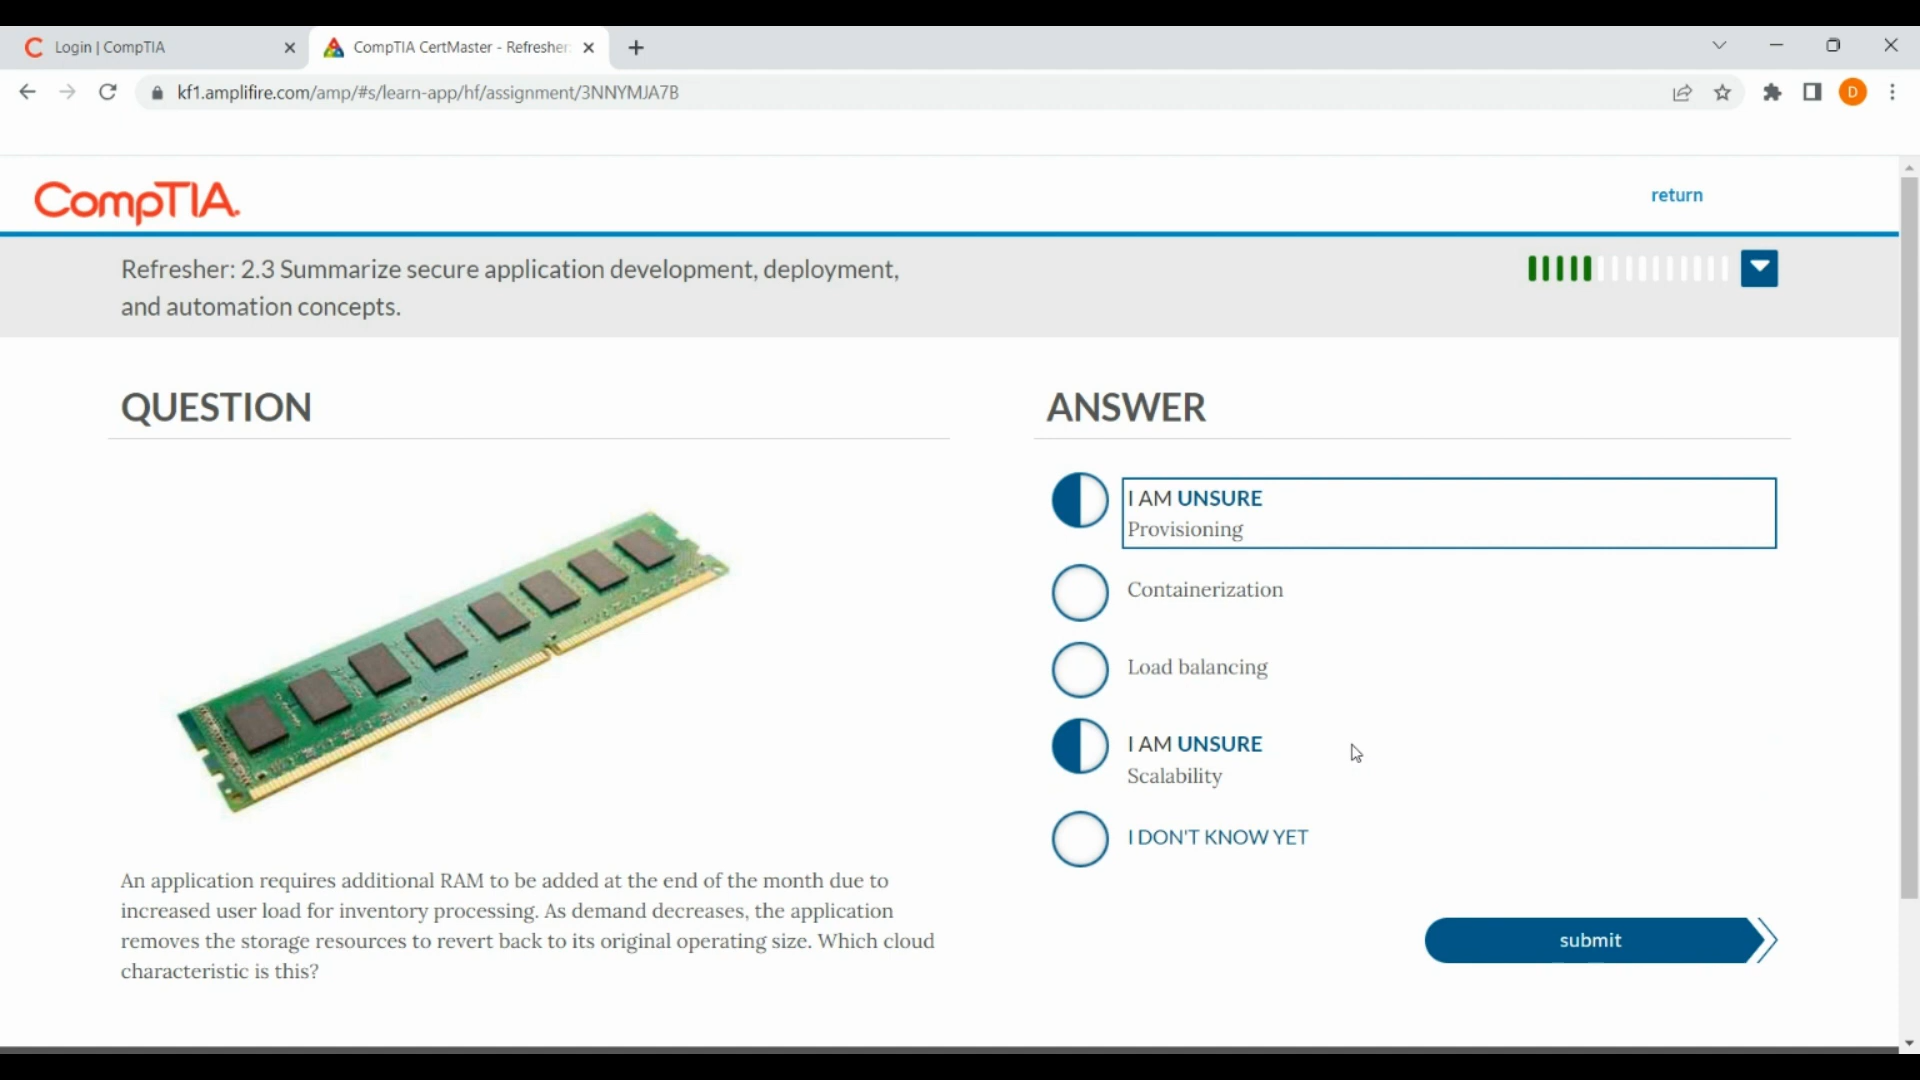 Login | CompTIA
CompTIA CertMaster - Refresher:
kf1.amplifire.com/amp/#s/learn-app/hf/assignment/3NNYMJA7B
D
CompTIA.
return
Refresher: 2.3 Summarize secure application development, deployment,
and automation concepts.
QUESTION
An application requires additional RAM to be added at the end of the month due to
increased user load for inventory processing. As demand decreases, the application
removes the storage resources to revert back to its original operating size. Which cloud
characteristic is this?
ANSWER
I AM UNSURE
Provisioning
Containerization
Load balancing
I AM UNSURE
Scalability
I DON'T KNOW YET
submit